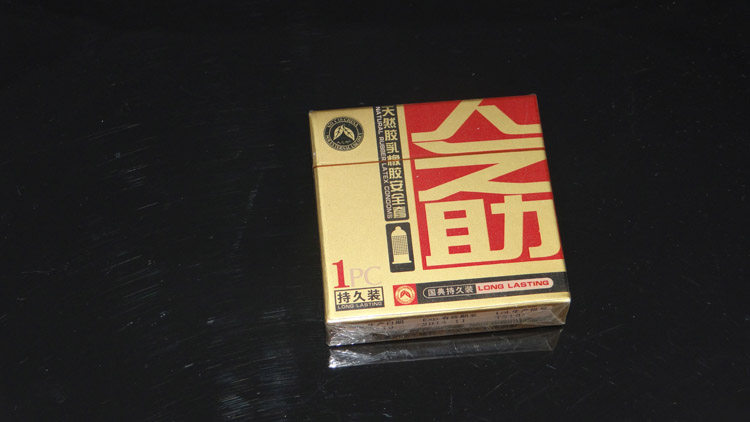 天然胶乳橡胶安全套
NATURAL RUBBER LATEX CONDOMS
人之助
1PC
持久装
LONG LASTING
国典持久装 LONG LASTING